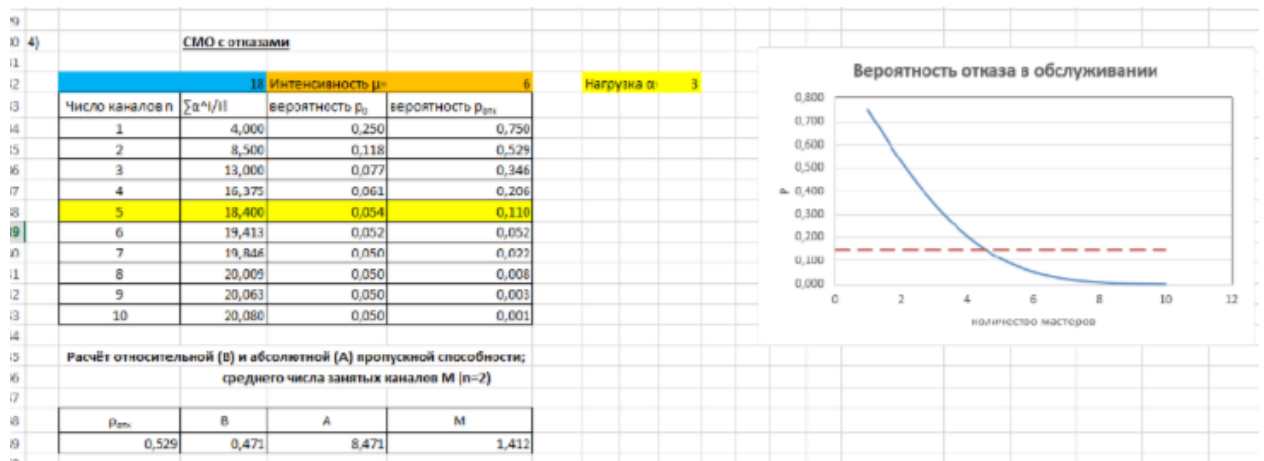 4) СМО с отказами
18 Интенсивность μ= 6 Нагрузка α= 3
Число каналов n ∑α^i/i! вероятность p₀ вероятность pотк
1 4,000 0,250 0,750
2 8,500 0,118 0,529
3 13,000 0,077 0,346
4 16,375 0,061 0,206
5 18,400 0,054 0,110
6 19,413 0,052 0,052
7 19,846 0,050 0,022
8 20,009 0,050 0,008
9 20,063 0,050 0,003
10 20,080 0,050 0,001
Расчёт относительной (В) и абсолютной (А) пропускной способности;
среднего числа занятых каналов М (n=2)
pотк В А М
0,529 0,471 8,471 1,412
Вероятность отказа в обслуживании
0,800
0,700
0,600
0,500
0,400
0,300
0,200
0,100
0,000
P
0 2 4 6 8 10 12
количество мастеров